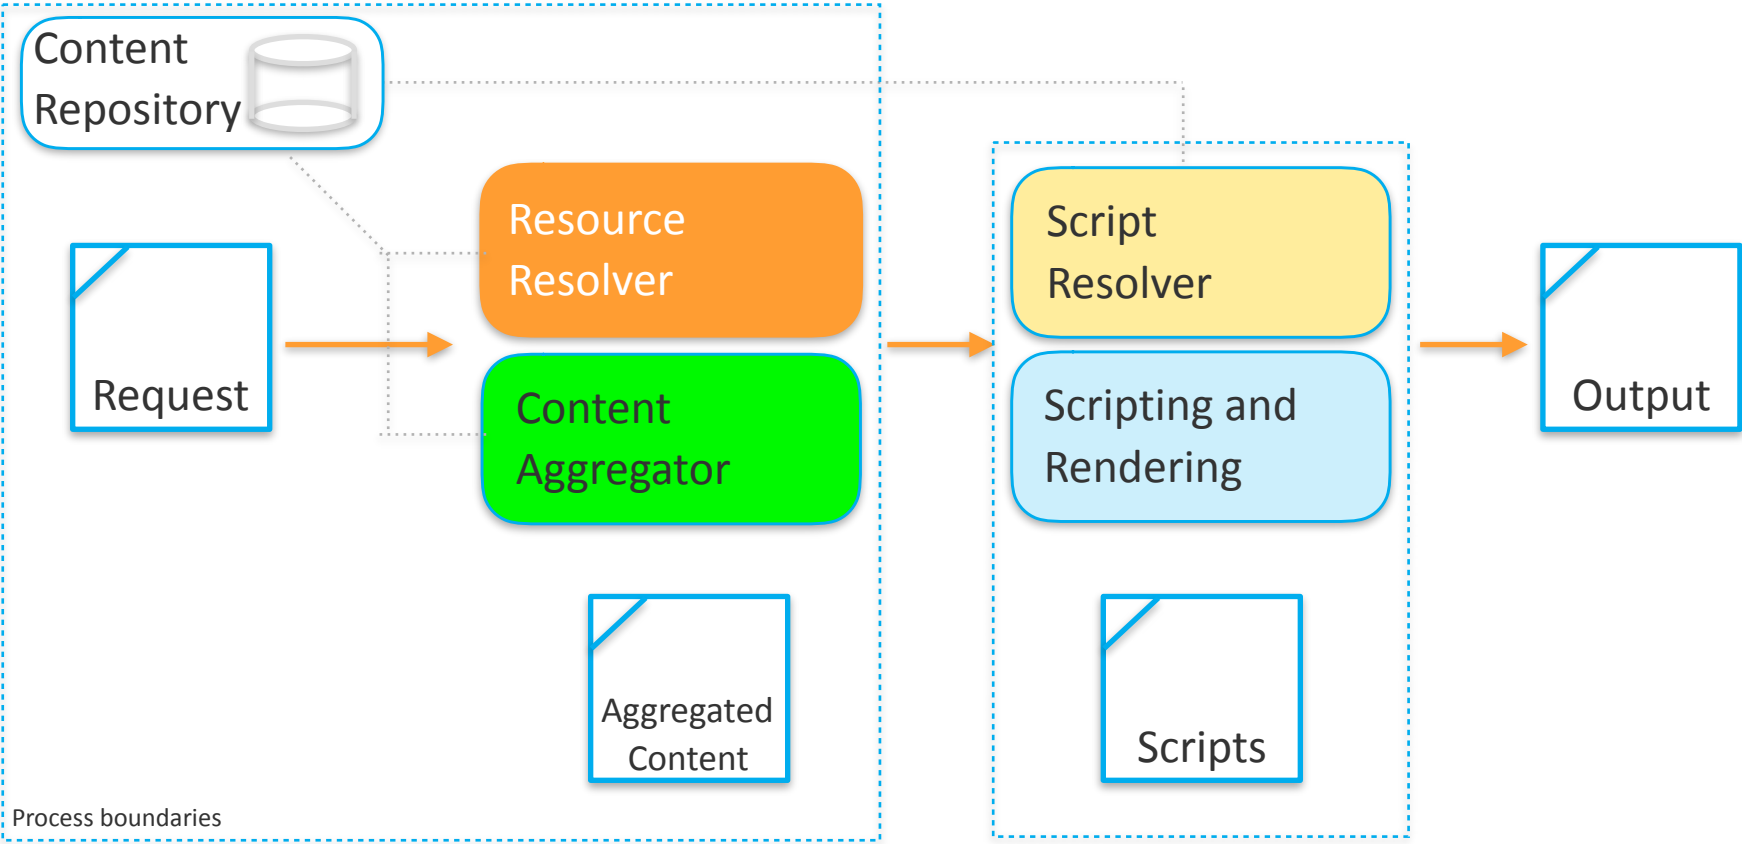 Content
Repository
Resource
Resolver
Script
Resolver
Request
Content
Aggregator
Scripting and
Rendering
Output
Aggregated
Content
Scripts
Process boundaries